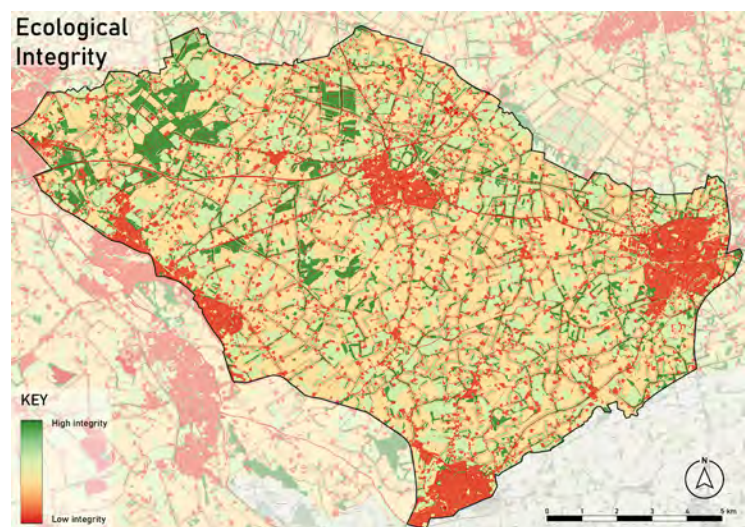 Ecological
Integrity
KEY
High integrity
Low integrity
N
0 1 2 3 4 5 km